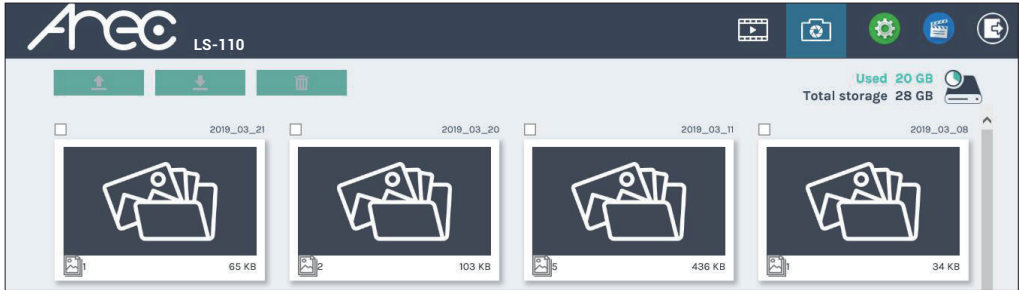 Arec LS-110
Used 20 GB
Total storage 28 GB
2019_03_21
2019_03_20
2019_03_11
2019_03_08
1 65 KB
2 103 KB
5 436 KB
1 34 KB